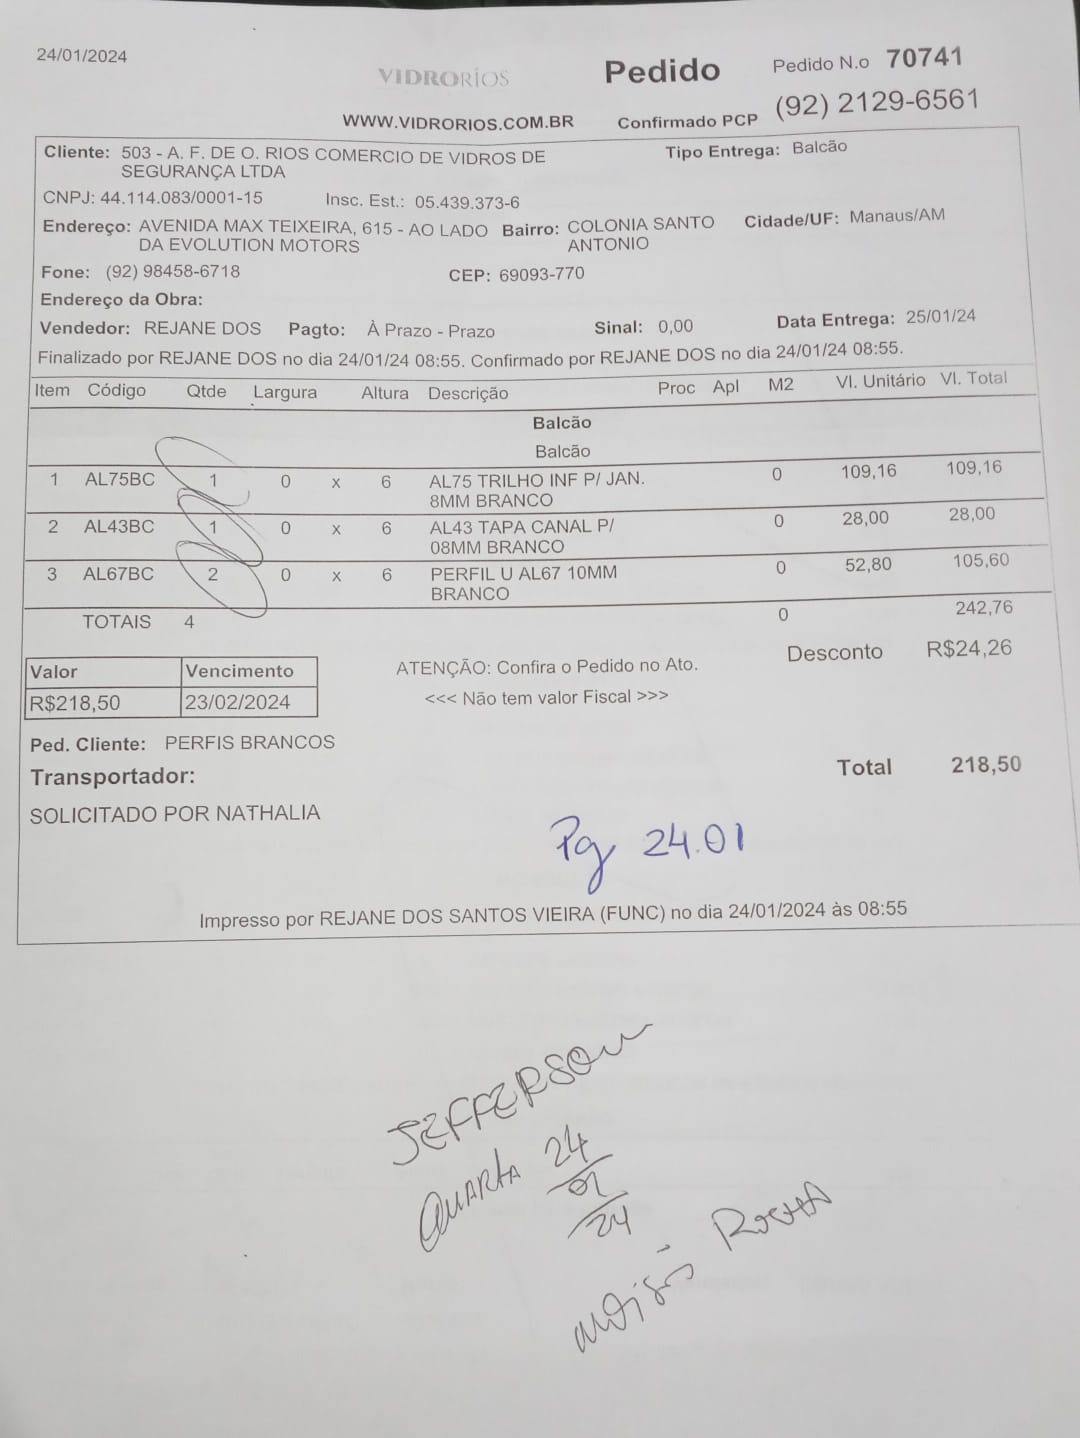 24/01/2024
VIDRORÍOS
Pedido
Pedido N.o 70741
WWW.VIDRORIOS.COM.BR
Confirmado PCP
(92) 2129-6561
Cliente: 503 - A. F. DE O. RIOS COMERCIO DE VIDROS DE
SEGURANÇA LTDA
Tipo Entrega: Balcão
CNPJ: 44.114.083/0001-15 Insc. Est.: 05.439.373-6
Endereço: AVENIDA MAX TEIXEIRA, 615 - AO LADO
DA EVOLUTION MOTORS
Bairro: COLONIA SANTO
ANTONIO
Cidade/UF: Manaus/AM
Fone: (92) 98458-6718 CEP: 69093-770
Endereço da Obra:
Vendedor: REJANE DOS Pagto: À Prazo - Prazo Sinal: 0,00 Data Entrega: 25/01/24
Finalizado por REJANE DOS no dia 24/01/24 08:55. Confirmado por REJANE DOS no dia 24/01/24 08:55.
Item Código Qtde Largura Altura Descrição Proc Apl M2 Vl. Unitário Vl. Total
Balcão
Balcão
1 AL75BC 1 0 x 6 AL75 TRILHO INF P/ JAN. 0 109,16 109,16
8MM BRANCO
2 AL43BC 1 0 x 6 AL43 TAPA CANAL P/ 0 28,00 28,00
08MM BRANCO
3 AL67BC 2 0 x 6 PERFIL U AL67 10MM 0 52,80 105,60
BRANCO
TOTAIS 4 0 242,76
Valor Vencimento
R$218,50 23/02/2024
ATENÇÃO: Confira o Pedido no Ato.
<<< Não tem valor Fiscal >>>
Desconto R$24,26
Ped. Cliente: PERFIS BRANCOS
Transportador:
Total 218,50
SOLICITADO POR NATHALIA
Pg 24.01
Impresso por REJANE DOS SANTOS VIEIRA (FUNC) no dia 24/01/2024 às 08:55
JEFFERSON
QUARTA 24
01
24
MOISÉS ROCHA